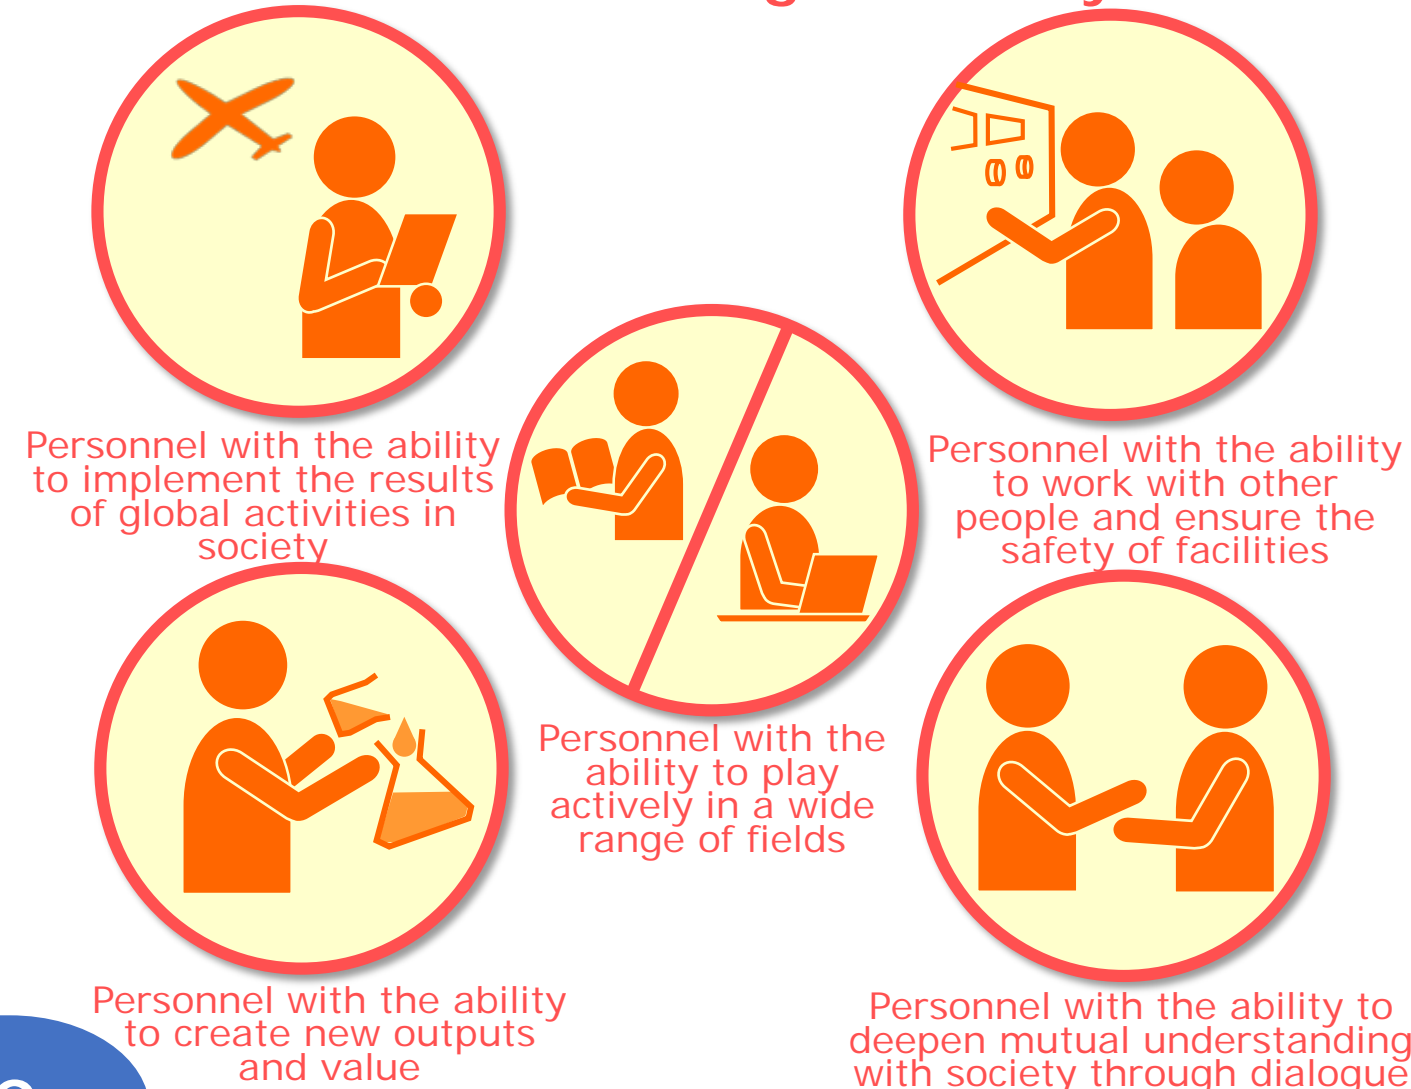 Personnel with the ability
to implement the results
of global activities in
society
Personnel with the ability
to work with other
people and ensure the
safety of facilities
Personnel with the
ability to play
actively in a wide
range of fields
Personnel with the ability
to create new outputs
and value
Personnel with the ability to
deepen mutual understanding
with society through dialogue